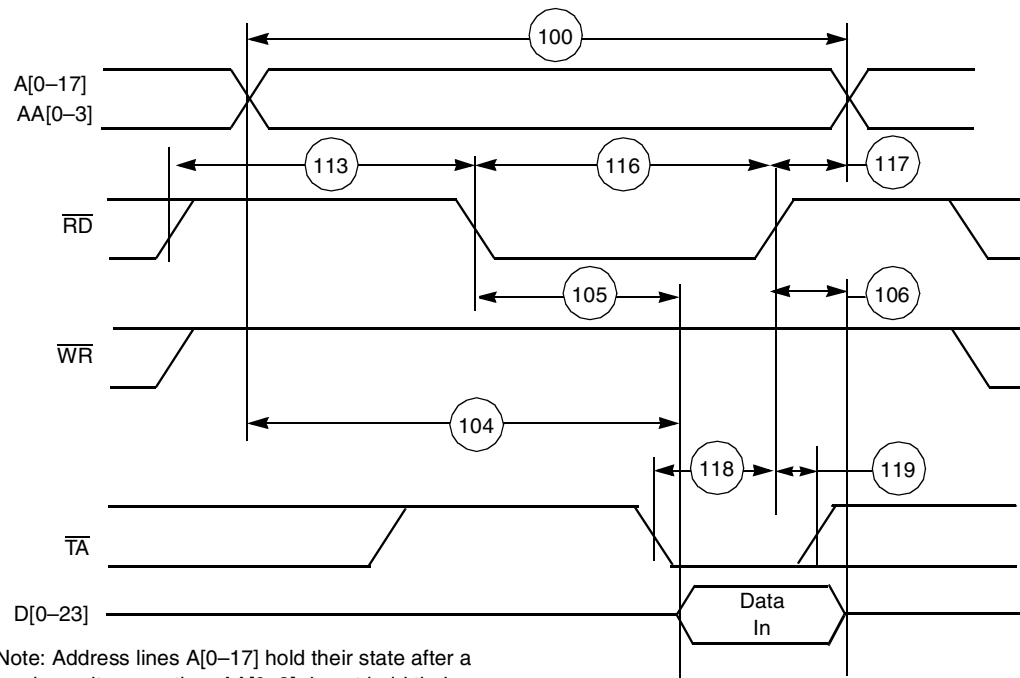 100
A[0–17]
AA[0–3]
113
116
117
RD
105
106
WR
104
118
119
TA
D[0–23]
Data
In
Note: Address lines A[0–17] hold their state after a